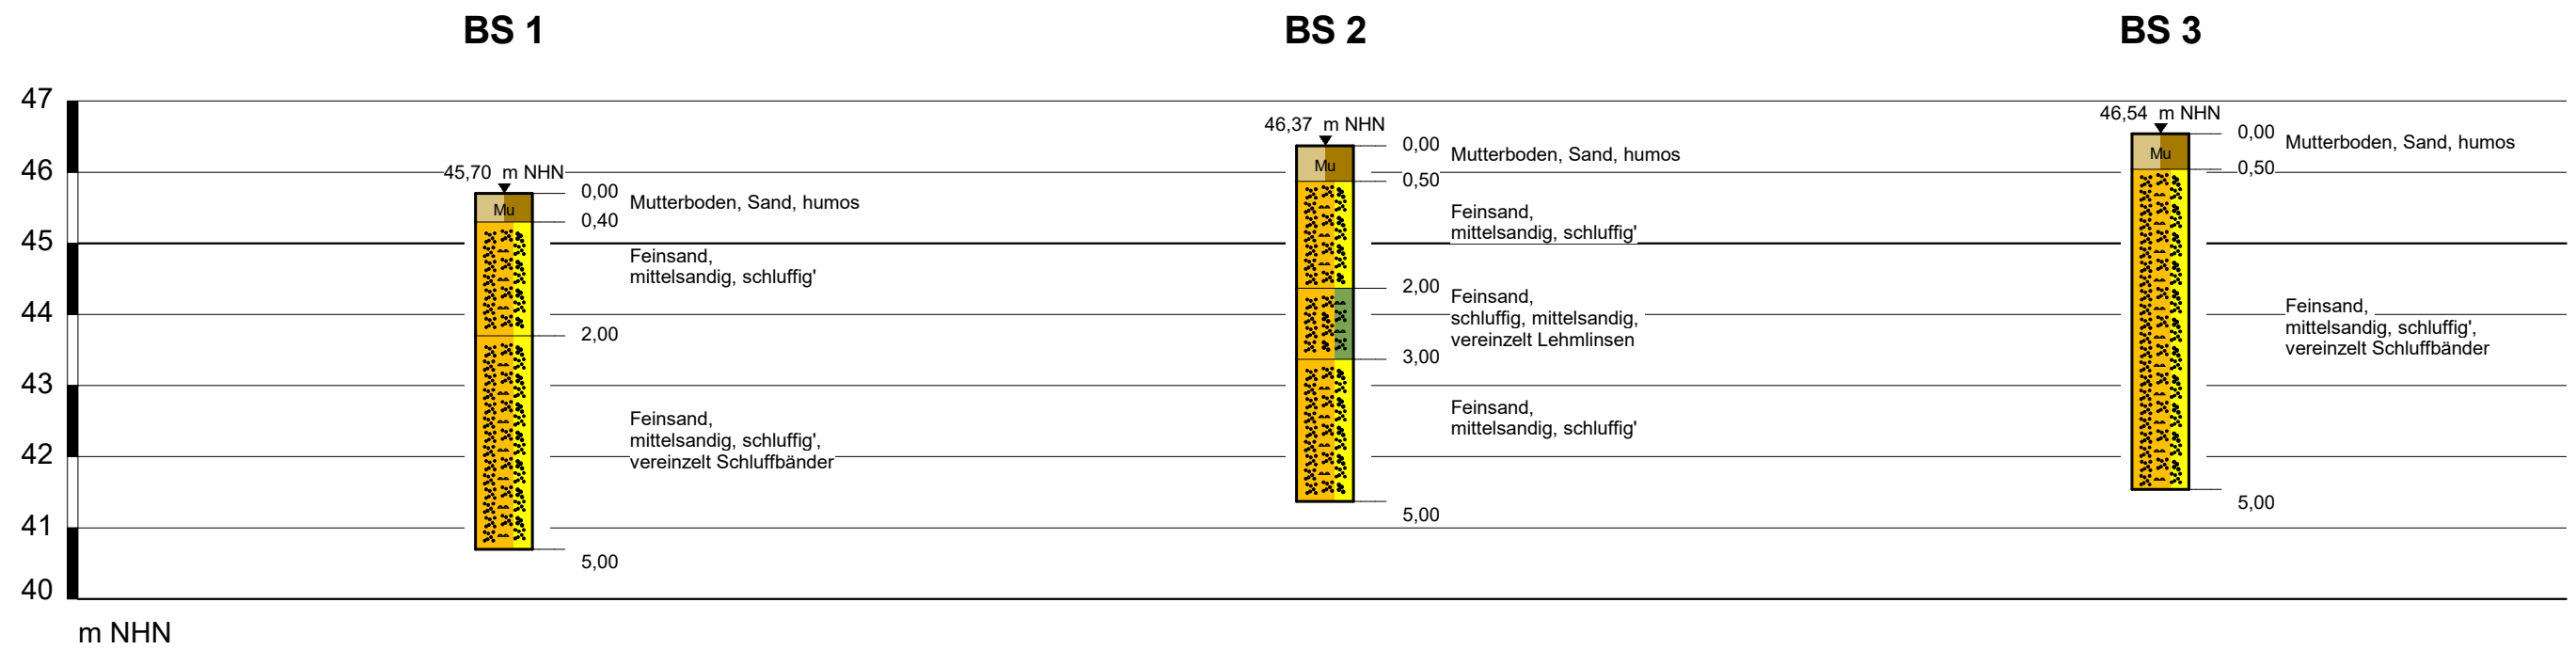 BS 1
BS 2
BS 3
47
46
45
44
43
42
41
40
m NHN
45,70 m NHN
0,00
Mu
Mutterboden, Sand, humos
0,40
Feinsand,
mittelsandig, schluffig'
2,00
Feinsand,
mittelsandig, schluffig',
vereinzelt Schluffbänder
5,00
46,37 m NHN
0,00
Mu
Mutterboden, Sand, humos
0,50
Feinsand,
mittelsandig, schluffig'
2,00
Feinsand,
schluffig, mittelsandig,
vereinzelt Lehmlinsen
3,00
Feinsand,
mittelsandig, schluffig'
5,00
46,54 m NHN
0,00
Mu
Mutterboden, Sand, humos
0,50
Feinsand,
mittelsandig, schluffig',
vereinzelt Schluffbänder
5,00